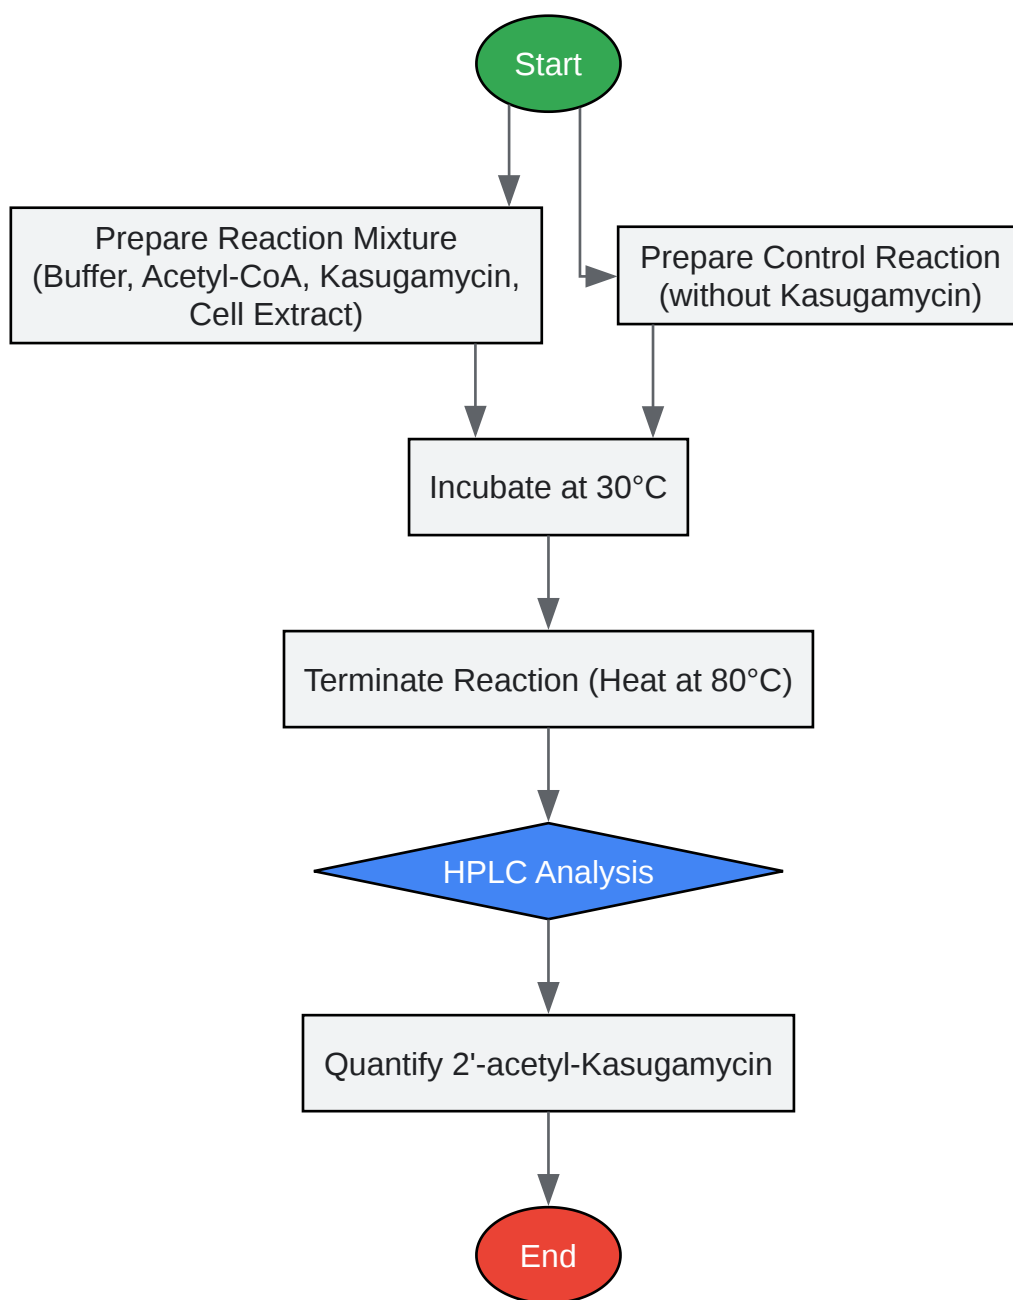 Start
Prepare Reaction Mixture
(Buffer, Acetyl-CoA, Kasugamycin,
Cell Extract)
Prepare Control Reaction
(without Kasugamycin)
Incubate at 30°C
Terminate Reaction (Heat at 80°C)
HPLC Analysis
Quantify 2'-acetyl-Kasugamycin
End